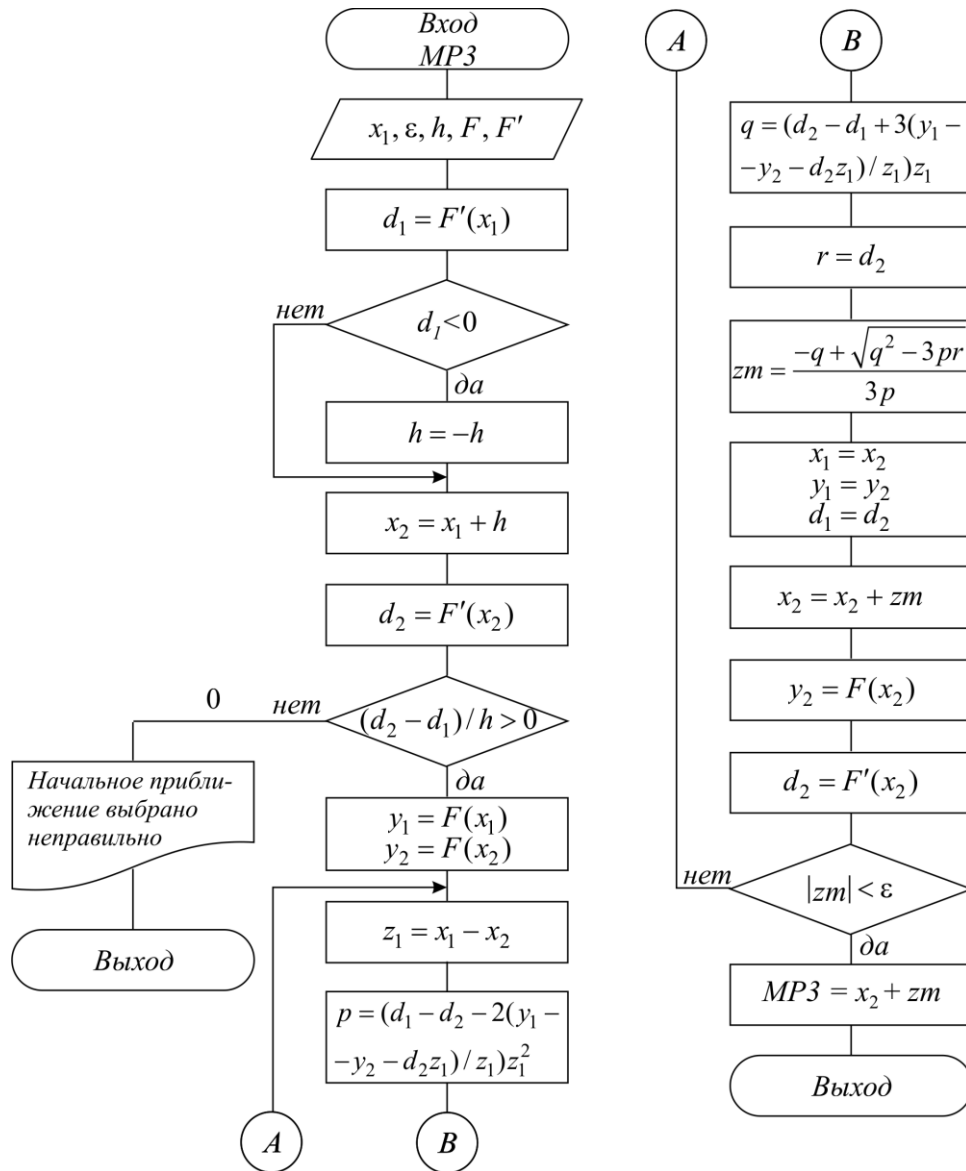 Вход
MP3
x₁, ε, h, F, F′
d₁ = F′(x₁)
нет
d₁<0
да
h = −h
x₂ = x₁ + h
d₂ = F′(x₂)
0
нет
(d₂ − d₁) / h > 0
да
Начальное прибли-
жение выбрано
неправильно
Выход
y₁ = F(x₁)
y₂ = F(x₂)
z₁ = x₁ − x₂
p = (d₁ − d₂ − 2(y₁ −
−y₂ − d₂z₁) / z₁)z₁²
A
B
A
B
q = (d₂ − d₁ + 3(y₁ −
−y₂ − d₂z₁) / z₁)z₁
r = d₂
zm = (−q + √(q² − 3pr)) / 3p
x₁ = x₂
y₁ = y₂
d₁ = d₂
x₂ = x₂ + zm
y₂ = F(x₂)
d₂ = F′(x₂)
нет
|zm| < ε
да
MP3 = x₂ + zm
Выход